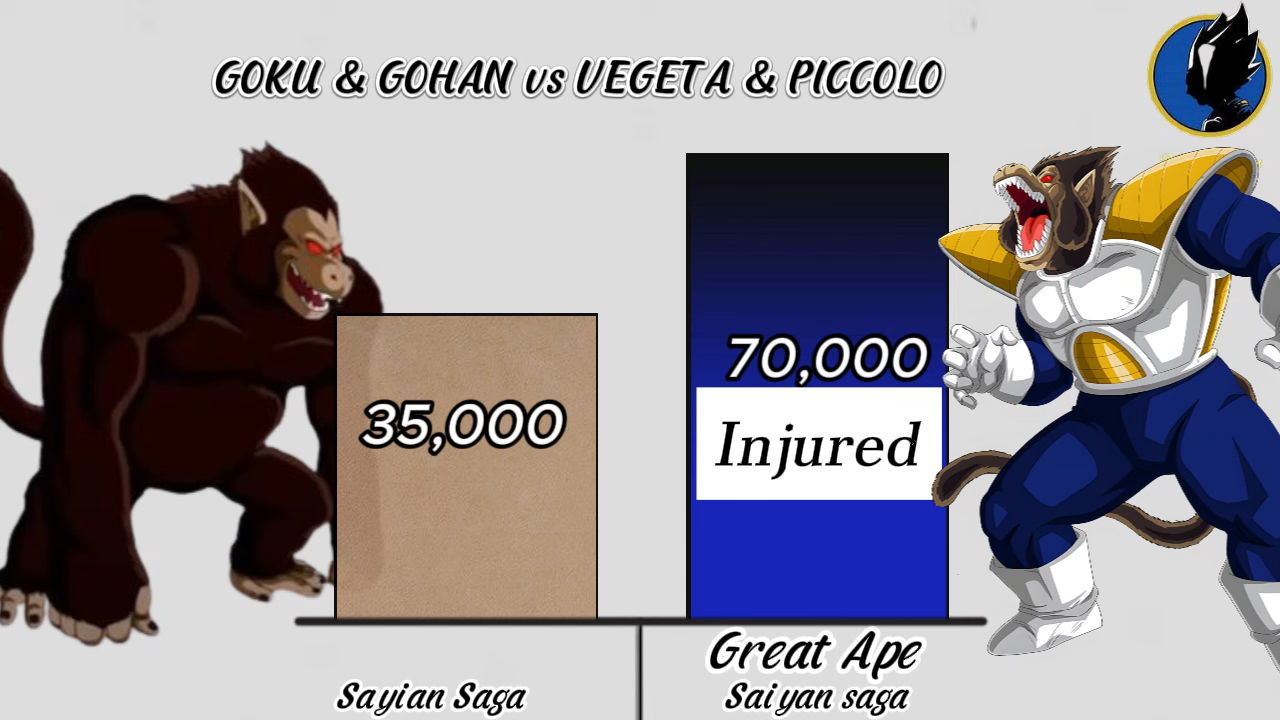 GOKU & GOHAN vs VEGETA & PICCOLO
35,000
70,000
Injured
Great Ape
Sayian Saga
Saiyan saga